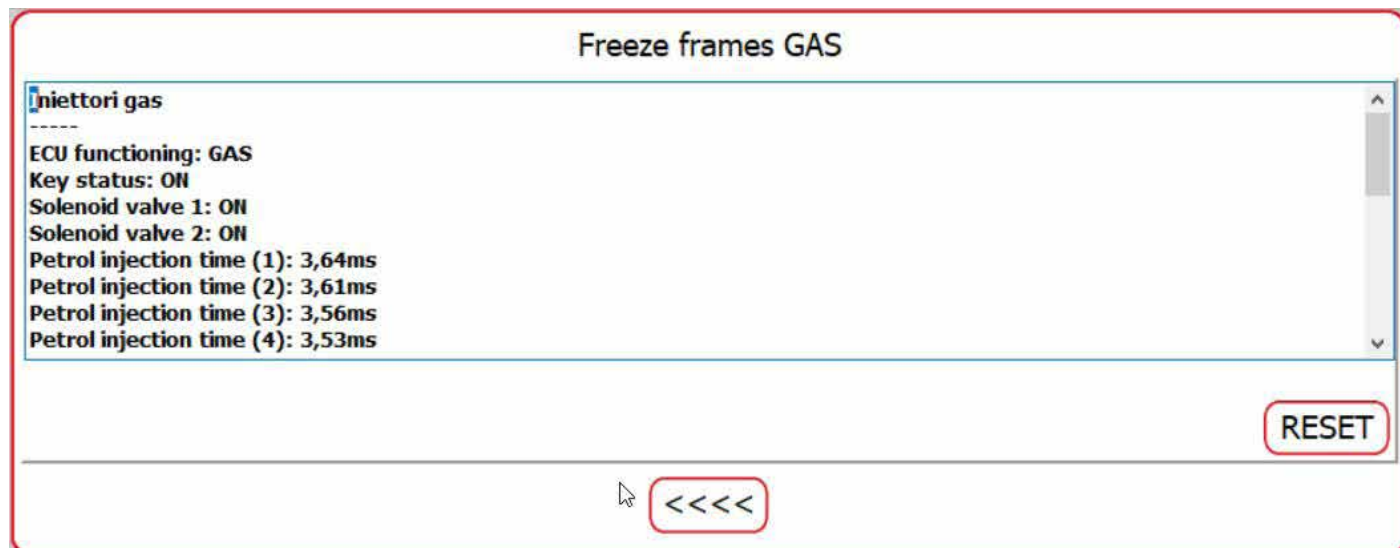 Freeze frames GAS
iniettori gas
-----
ECU functioning: GAS
Key status: ON
Solenoid valve 1: ON
Solenoid valve 2: ON
Petrol injection time (1): 3,64ms
Petrol injection time (2): 3,61ms
Petrol injection time (3): 3,56ms
Petrol injection time (4): 3,53ms
RESET
<<<<